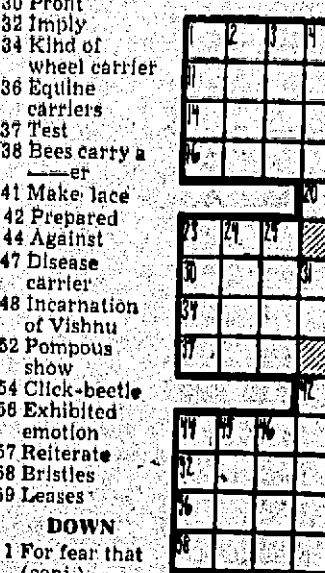 30 Profit
32 Imply
34 Kind of
wheel carrier
36 Equine
carriers
37 Test
38 Bees carry a
——er
41 Make lace
42 Prepared
44 Against
47 Disease
carrier
48 Incarnation
of Vishnu
52 Pompous
show
54 Click-beetle
56 Exhibited
emotion
57 Reiterate
58 Bristles
59 Leases
DOWN
1 For fear that
(conj.)
1 2 3 4
11
14
16
20
23 24 25
30 31
34
37
42
44 45 46
52
56
58